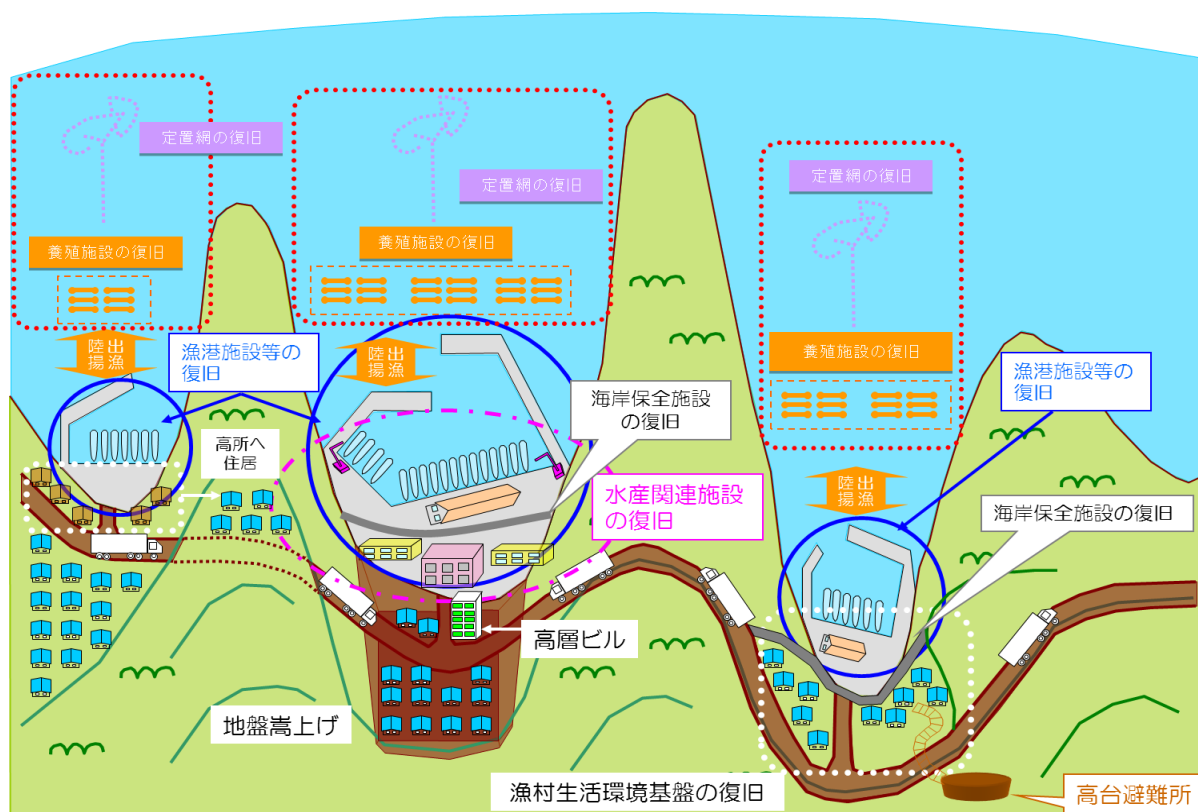 定置網の復旧
定置網の復旧
定置網の復旧
養殖施設の復旧
養殖施設の復旧
養殖施設の復旧
陸揚
出漁
漁港施設等の
復旧
陸揚
出漁
漁港施設等の
復旧
海岸保全施設
の復旧
高所へ
住居
陸揚
出漁
水産関連施設
の復旧
海岸保全施設の復旧
高層ビル
地盤嵩上げ
漁村生活環境基盤の復旧
高台避難所